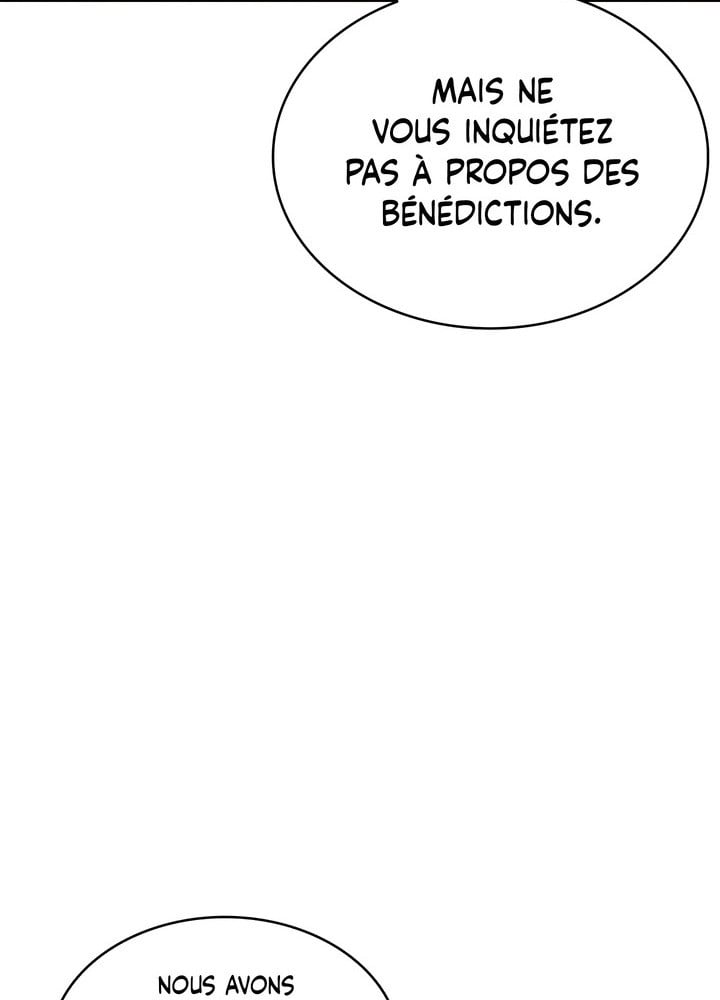 MAIS NE
VOUS INQUIÉTEZ
PAS À PROPOS DES
BÉNÉDICTIONS.
NOUS AVONS